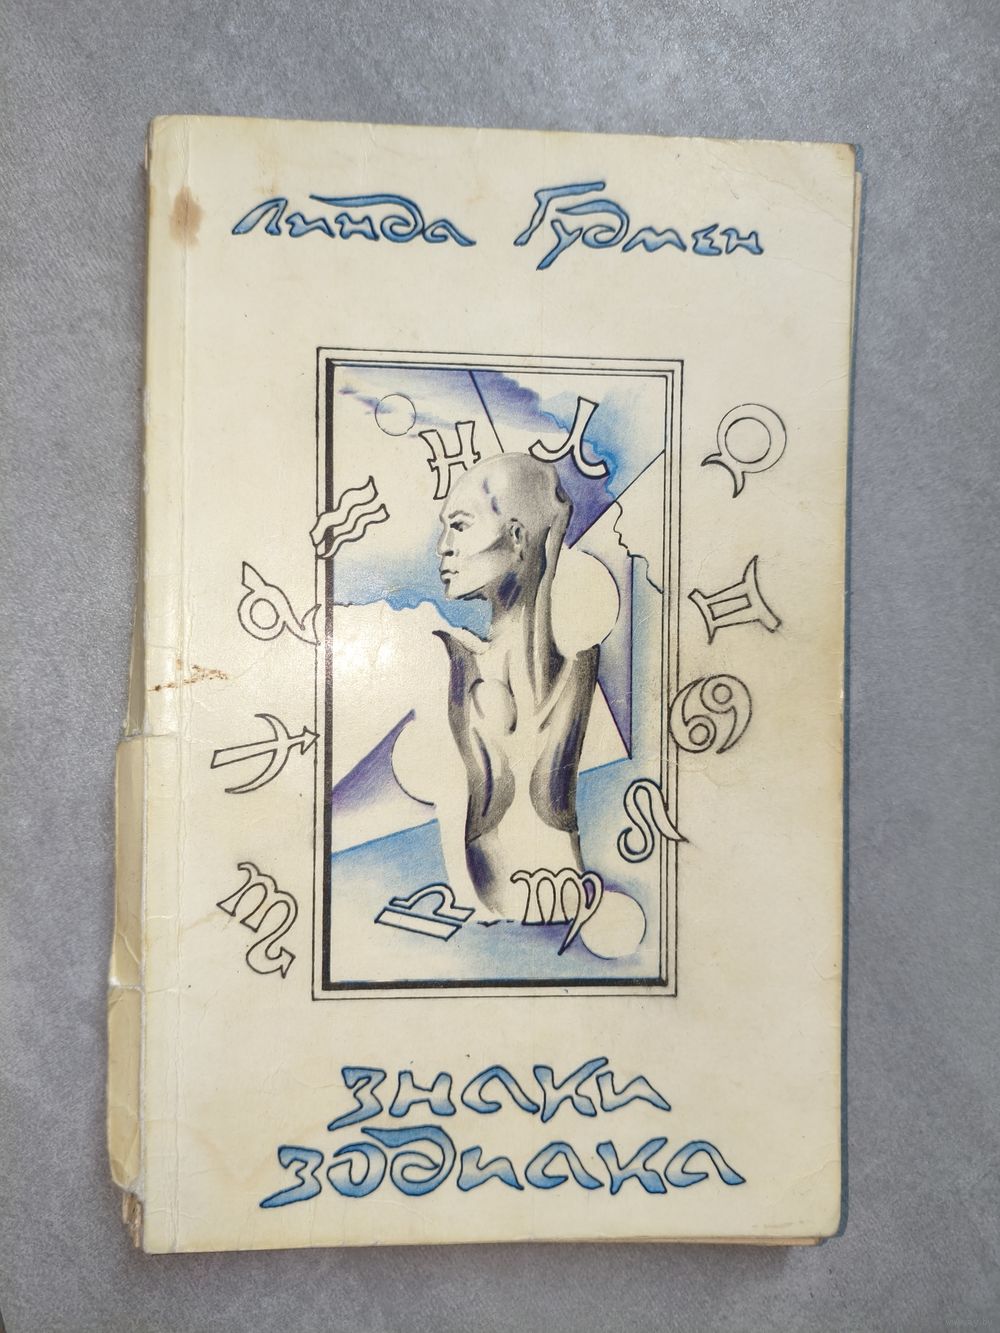 Линда Гудмен
знаки
зодиака